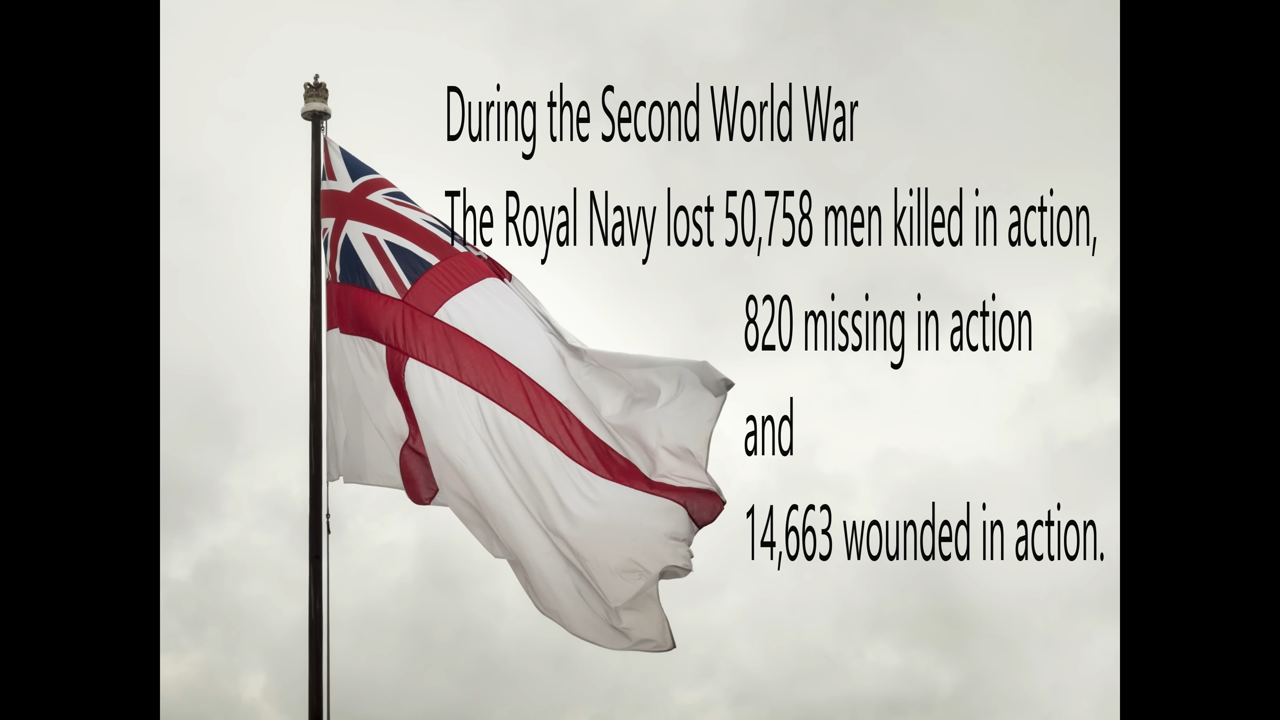 During the Second World War
The Royal Navy lost 50,758 men killed in action,
820 missing in action
and
14,663 wounded in action.